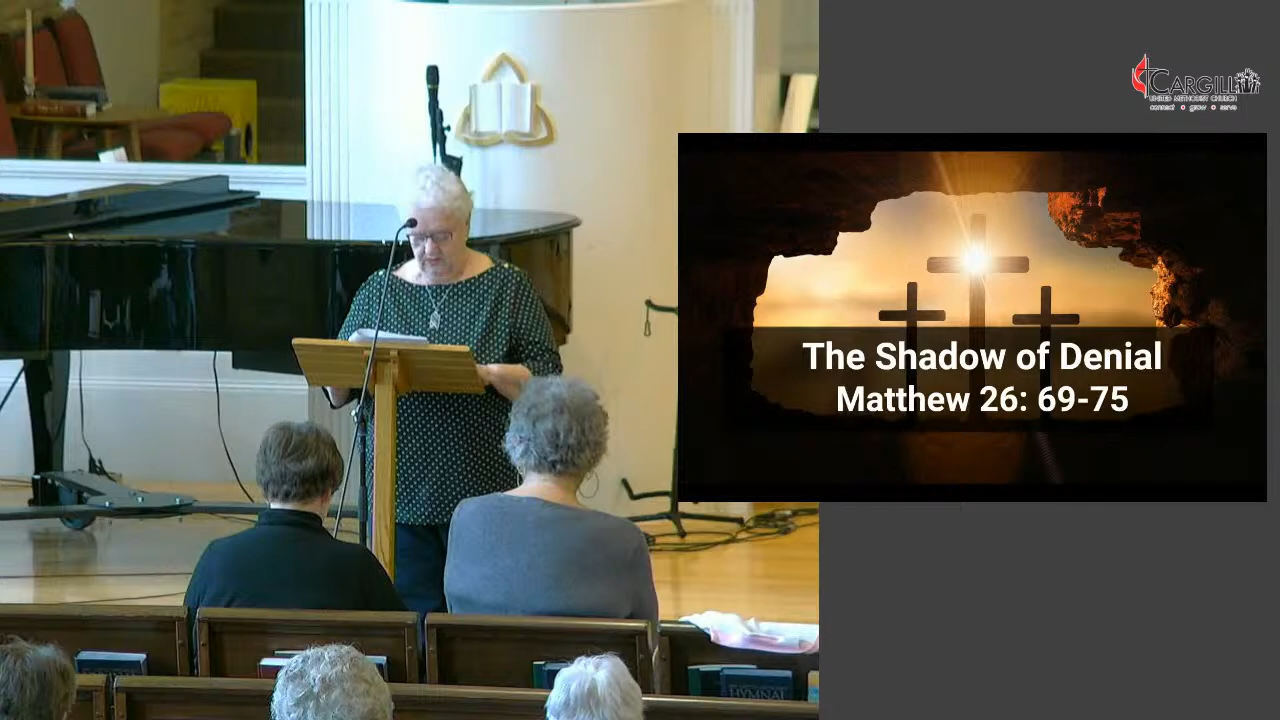 CARGILL
UNITED METHODIST CHURCH
connect • grow • serve
The Shadow of Denial
Matthew 26: 69-75
HYMNAL